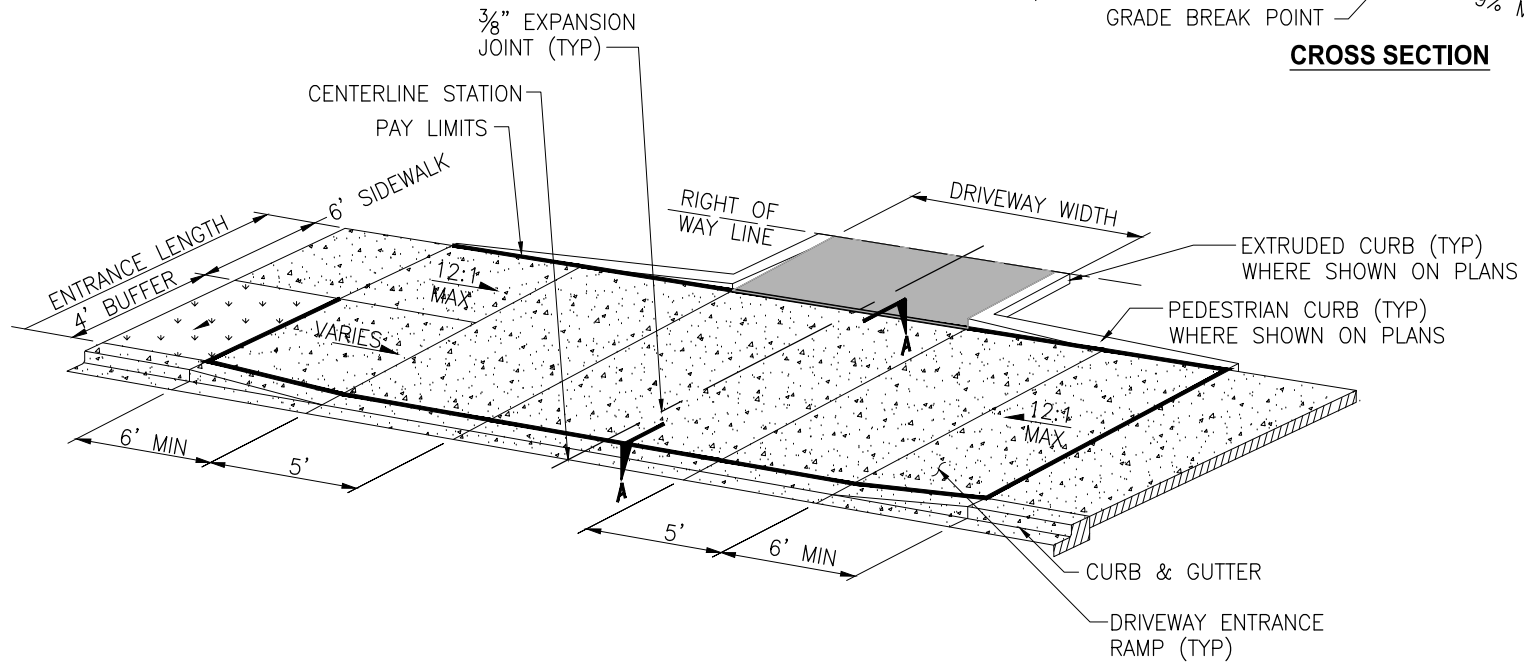 ⅜" EXPANSION
JOINT (TYP)
GRADE BREAK POINT
CROSS SECTION
CENTERLINE STATION
PAY LIMITS
ENTRANCE LENGTH
6' SIDEWALK
4' BUFFER
RIGHT OF
WAY LINE
DRIVEWAY WIDTH
EXTRUDED CURB (TYP)
WHERE SHOWN ON PLANS
PEDESTRIAN CURB (TYP)
WHERE SHOWN ON PLANS
12:1
MAX
VARIES
A
12:1
MAX
6' MIN
5'
A
5'
6' MIN
CURB & GUTTER
DRIVEWAY ENTRANCE
RAMP (TYP)